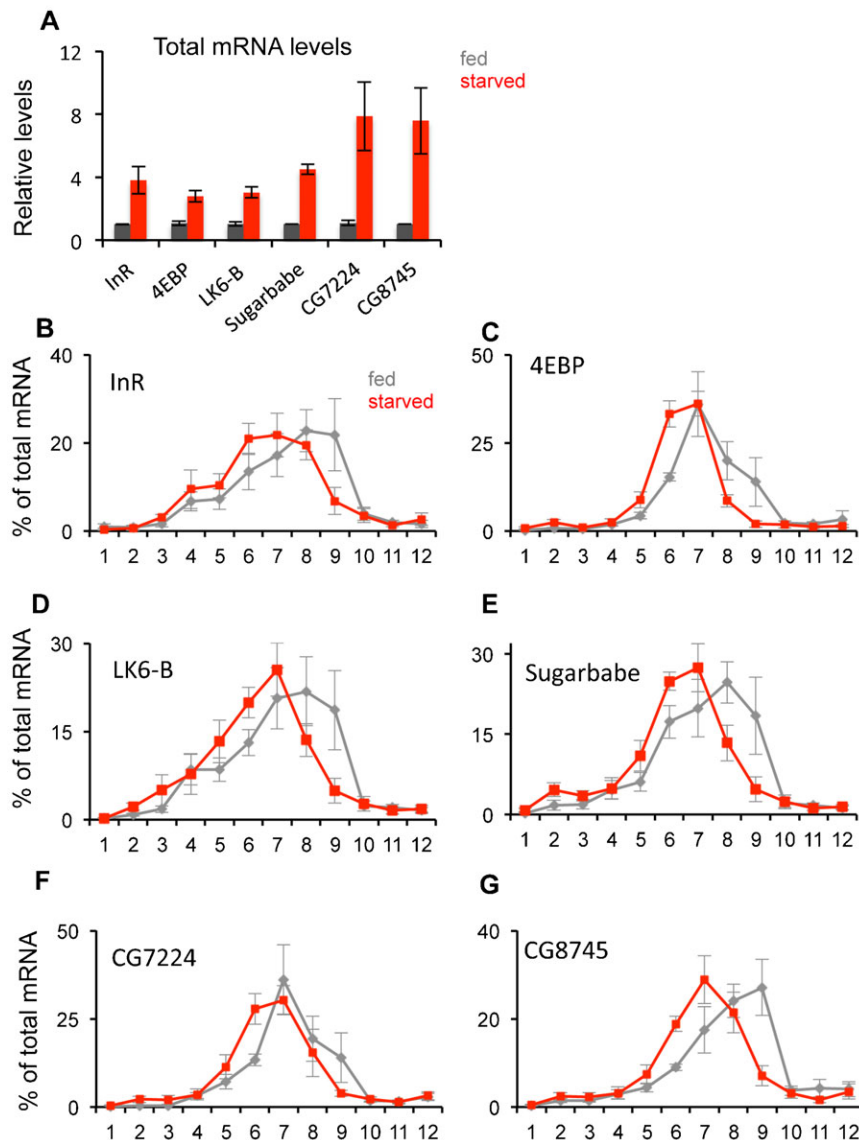 A
Total mRNA levels
fed
starved
Relative levels
12
8
4
0
InR
4EBP
LK6-B
Sugarbabe
CG7224
CG8745
B
InR
fed
starved
% of total mRNA
40
20
0
1 2 3 4 5 6 7 8 9 10 11 12
C
4EBP
50
25
0
1 2 3 4 5 6 7 8 9 10 11 12
D
LK6-B
% of total mRNA
30
15
0
1 2 3 4 5 6 7 8 9 10 11 12
E
Sugarbabe
30
15
0
1 2 3 4 5 6 7 8 9 10 11 12
F
CG7224
% of total mRNA
50
25
0
1 2 3 4 5 6 7 8 9 10 11 12
G
CG8745
40
20
0
1 2 3 4 5 6 7 8 9 10 11 12